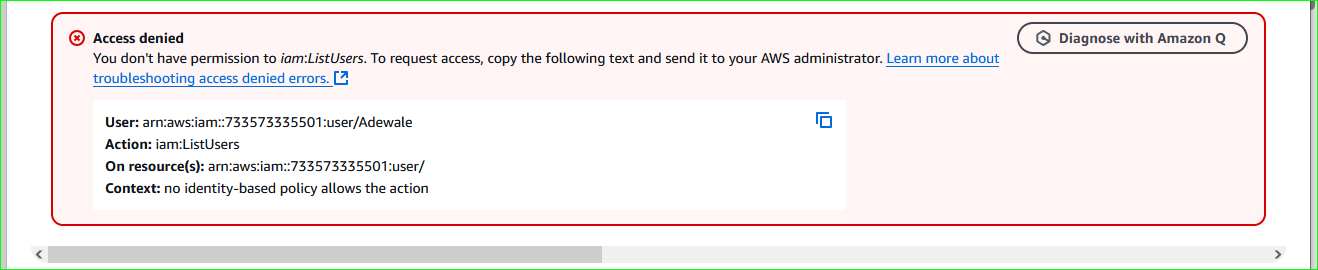 Access denied
Diagnose with Amazon Q
You don't have permission to iam:ListUsers. To request access, copy the following text and send it to your AWS administrator. Learn more about
troubleshooting access denied errors.
User: arn:aws:iam::733573335501:user/Adewale
Action: iam:ListUsers
On resource(s): arn:aws:iam::733573335501:user/
Context: no identity-based policy allows the action